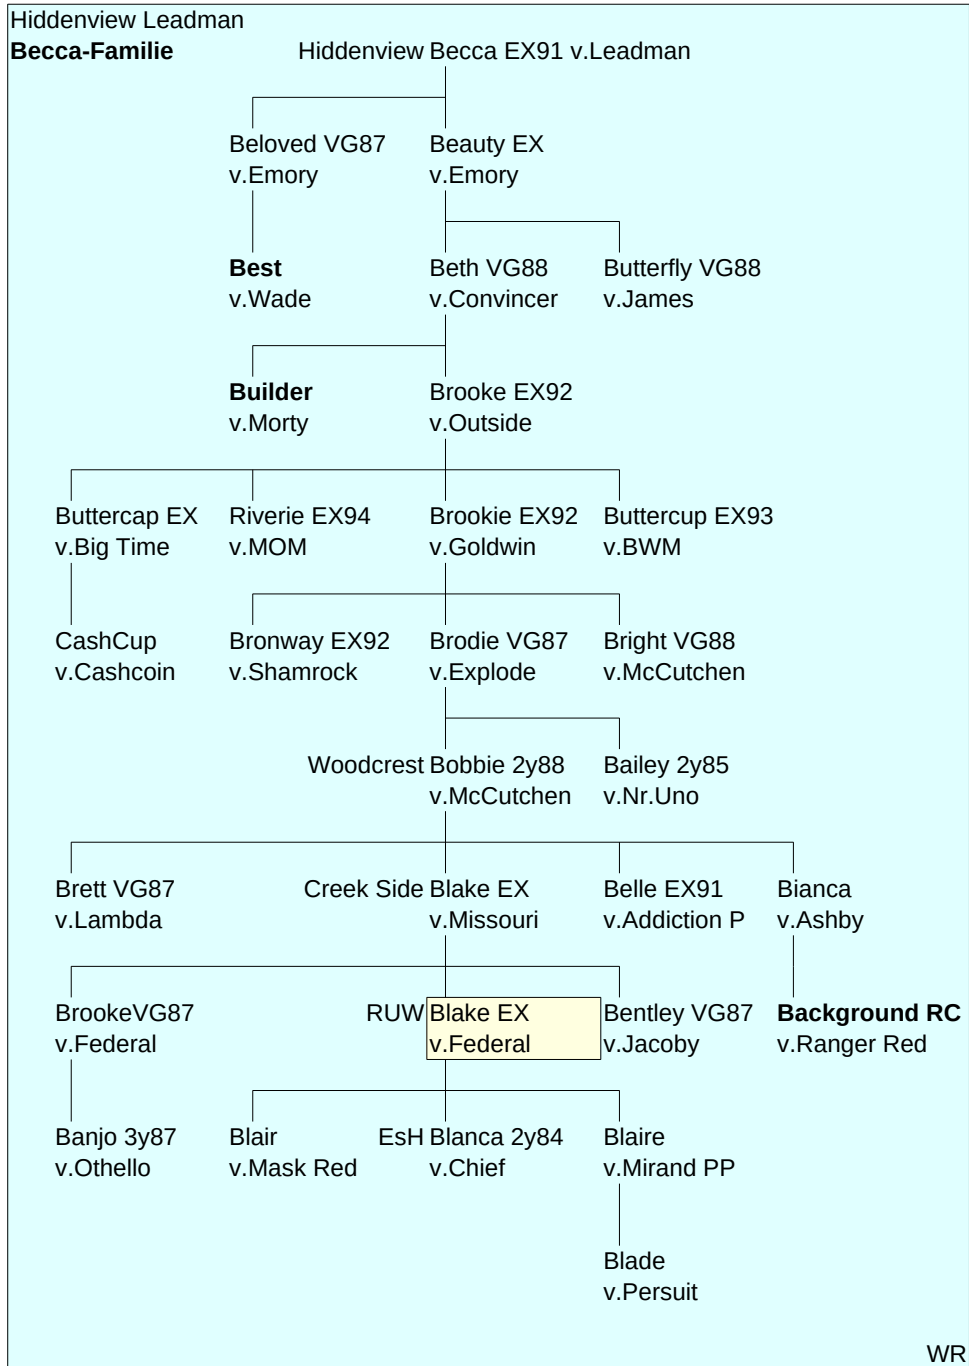 Hiddenview Leadman
Becca-Familie Hiddenview Becca EX91 v.Leadman
Beloved VG87 Beauty EX
v.Emory v.Emory
Best Beth VG88 Butterfly VG88
v.Wade v.Convincer v.James
Builder Brooke EX92
v.Morty v.Outside
Buttercap EX Riverie EX94 Brookie EX92 Buttercup EX93
v.Big Time v.MOM v.Goldwin v.BWM
CashCup Bronway EX92 Brodie VG87 Bright VG88
v.Cashcoin v.Shamrock v.Explode v.McCutchen
Woodcrest Bobbie 2y88 Bailey 2y85
v.McCutchen v.Nr.Uno
Brett VG87 Creek Side Blake EX Belle EX91 Bianca
v.Lambda v.Missouri v.Addiction P v.Ashby
BrookeVG87 RUW Blake EX Bentley VG87 Background RC
v.Federal v.Federal v.Jacoby v.Ranger Red
Banjo 3y87 Blair EsH Blanca 2y84 Blaire
v.Othello v.Mask Red v.Chief v.Mirand PP
Blade
v.Persuit
WR